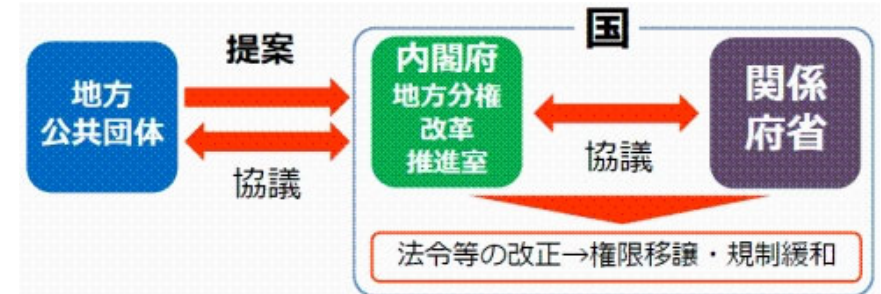 国
提案
地方
公共団体
協議
内閣府
地方分権
改革
推進室
協議
関係
府省
法令等の改正→権限移譲・規制緩和